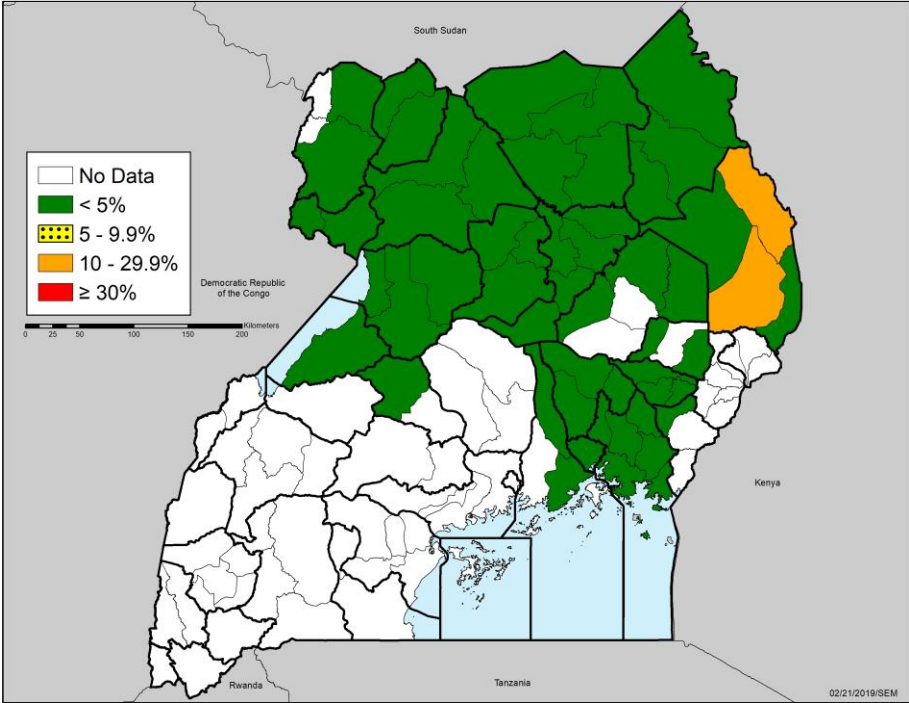 South Sudan
No Data
< 5%
5 - 9.9%
10 - 29.9%
≥ 30%
Democratic Republic
of the Congo
Kilometers
0 25 50 100 150 200
Kenya
Rwanda
Tanzania
02/21/2019/SEM